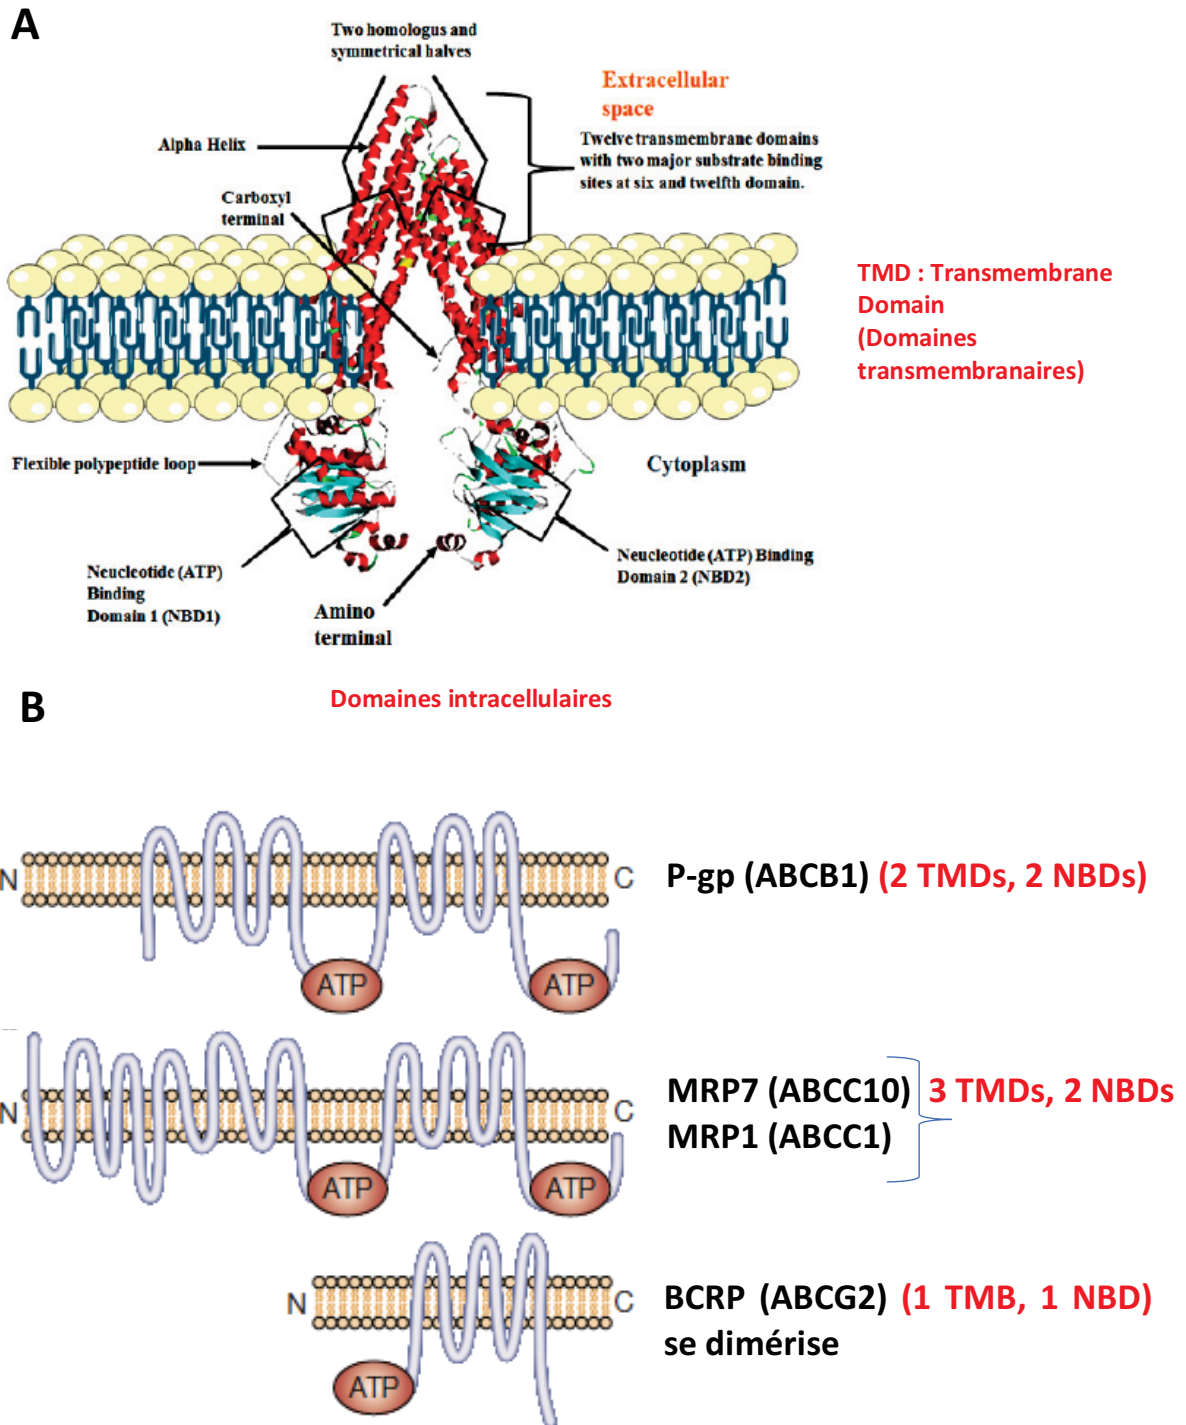 A
Two homologus and
symmetrical halves
Extracellular
space
Twelve transmembrane domains
with two major substrate binding
sites at six and twelfth domain.
Alpha Helix
Carboxyl
terminal
TMD : Transmembrane
Domain
(Domaines
transmembranaires)
Flexible polypeptide loop
Cytoplasm
Neucleotide (ATP)
Binding
Domain 1 (NBD1)
Neucleotide (ATP) Binding
Domain 2 (NBD2)
Amino
terminal
B
Domaines intracellulaires
N
C
P-gp (ABCB1) (2 TMDs, 2 NBDs)
ATP
ATP
N
C
MRP7 (ABCC10)
MRP1 (ABCC1)
3 TMDs, 2 NBDs
ATP
ATP
N
C
BCRP (ABCG2) (1 TMB, 1 NBD)
se dimérise
ATP